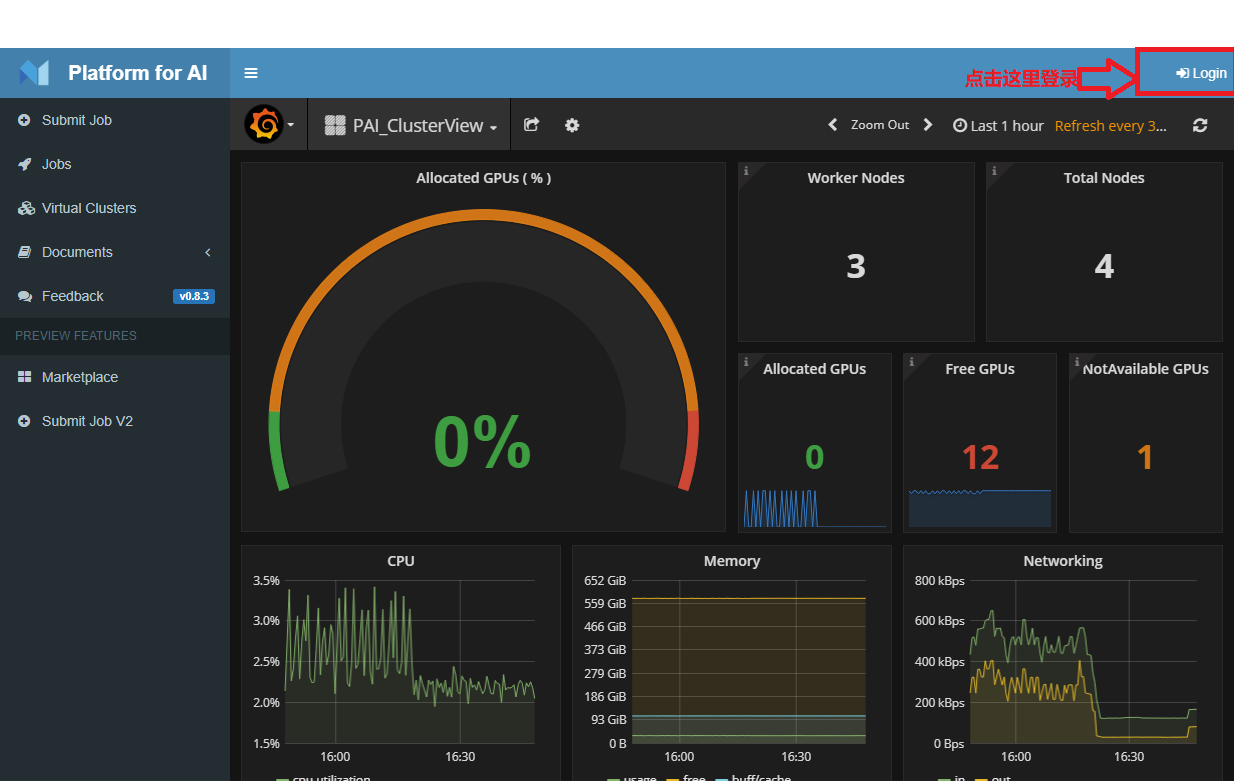 Platform for AI
点击这里登录
Login
Submit Job
Jobs
Virtual Clusters
Documents
Feedback
v0.8.3
PREVIEW FEATURES
Marketplace
Submit Job V2
PAI_ClusterView
Zoom Out
Last 1 hour
Refresh every 3...
Allocated GPUs ( % )
0%
Worker Nodes
3
Total Nodes
4
Allocated GPUs
0
Free GPUs
12
NotAvailable GPUs
1
CPU
3.5%
3.0%
2.5%
2.0%
1.5%
16:00 16:30
cpu utilization
Memory
652 GiB
559 GiB
466 GiB
373 GiB
279 GiB
186 GiB
93 GiB
0 B
16:00 16:30
usage free buff/cache
Networking
800 kBps
600 kBps
400 kBps
200 kBps
0 Bps
16:00 16:30
in out